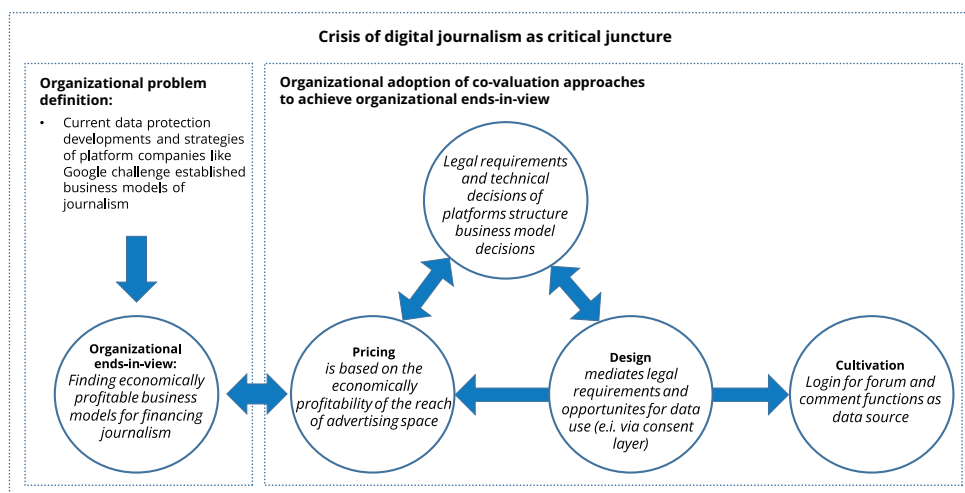 Crisis of digital journalism as critical juncture
Organizational problem
definition:
• Current data protection
developments and strategies
of platform companies like
Google challenge established
business models of
journalism
Organizational
ends-in-view:
Finding economically
profitable business
models for financing
journalism
Organizational adoption of co-valuation approaches
to achieve organizational ends-in-view
Legal requirements
and technical
decisions of
platforms structure
business model
decisions
Pricing
is based on the
economically
profitability of the reach
of advertising space
Design
mediates legal
requirements and
opportunites for data
use (e.i. via consent
layer)
Cultivation
Login for forum and
comment functions as
data source